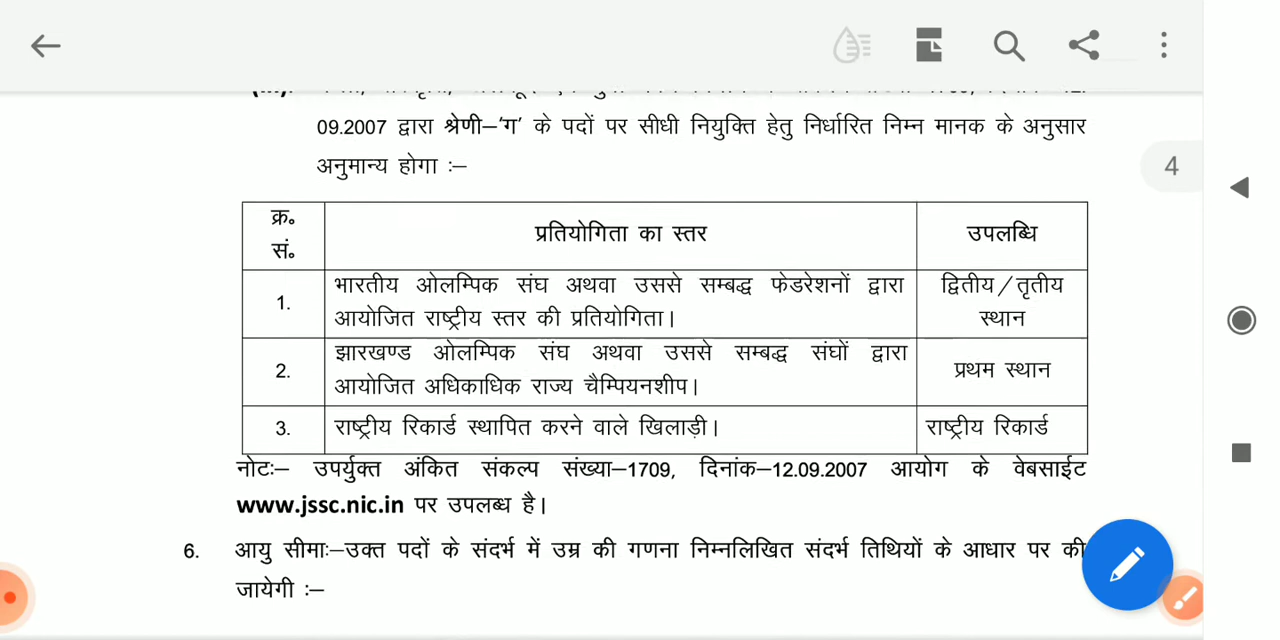 09.2007 द्वारा श्रेणी–'ग' के पदों पर सीधी नियुक्ति हेतु निर्धारित निम्न मानक के अनुसार
अनुमान्य होगा :–
4
क्र॰ सं॰ प्रतियोगिता का स्तर उपलब्धि
1. भारतीय ओलम्पिक संघ अथवा उससे सम्बद्ध फेडरेशनों द्वारा द्वितीय/तृतीय
आयोजित राष्ट्रीय स्तर की प्रतियोगिता। स्थान
2. झारखण्ड ओलम्पिक संघ अथवा उससे सम्बद्ध संघों द्वारा प्रथम स्थान
आयोजित अधिकाधिक राज्य चैम्पियनशीप।
3. राष्ट्रीय रिकार्ड स्थापित करने वाले खिलाड़ी। राष्ट्रीय रिकार्ड
नोटः– उपर्युक्त अंकित संकल्प संख्या–1709, दिनांक–12.09.2007 आयोग के वेबसाईट
www.jssc.nic.in पर उपलब्ध है।
6. आयु सीमाः–उक्त पदों के संदर्भ में उम्र की गणना निम्नलिखित संदर्भ तिथियों के आधार पर की
जायेगी :–